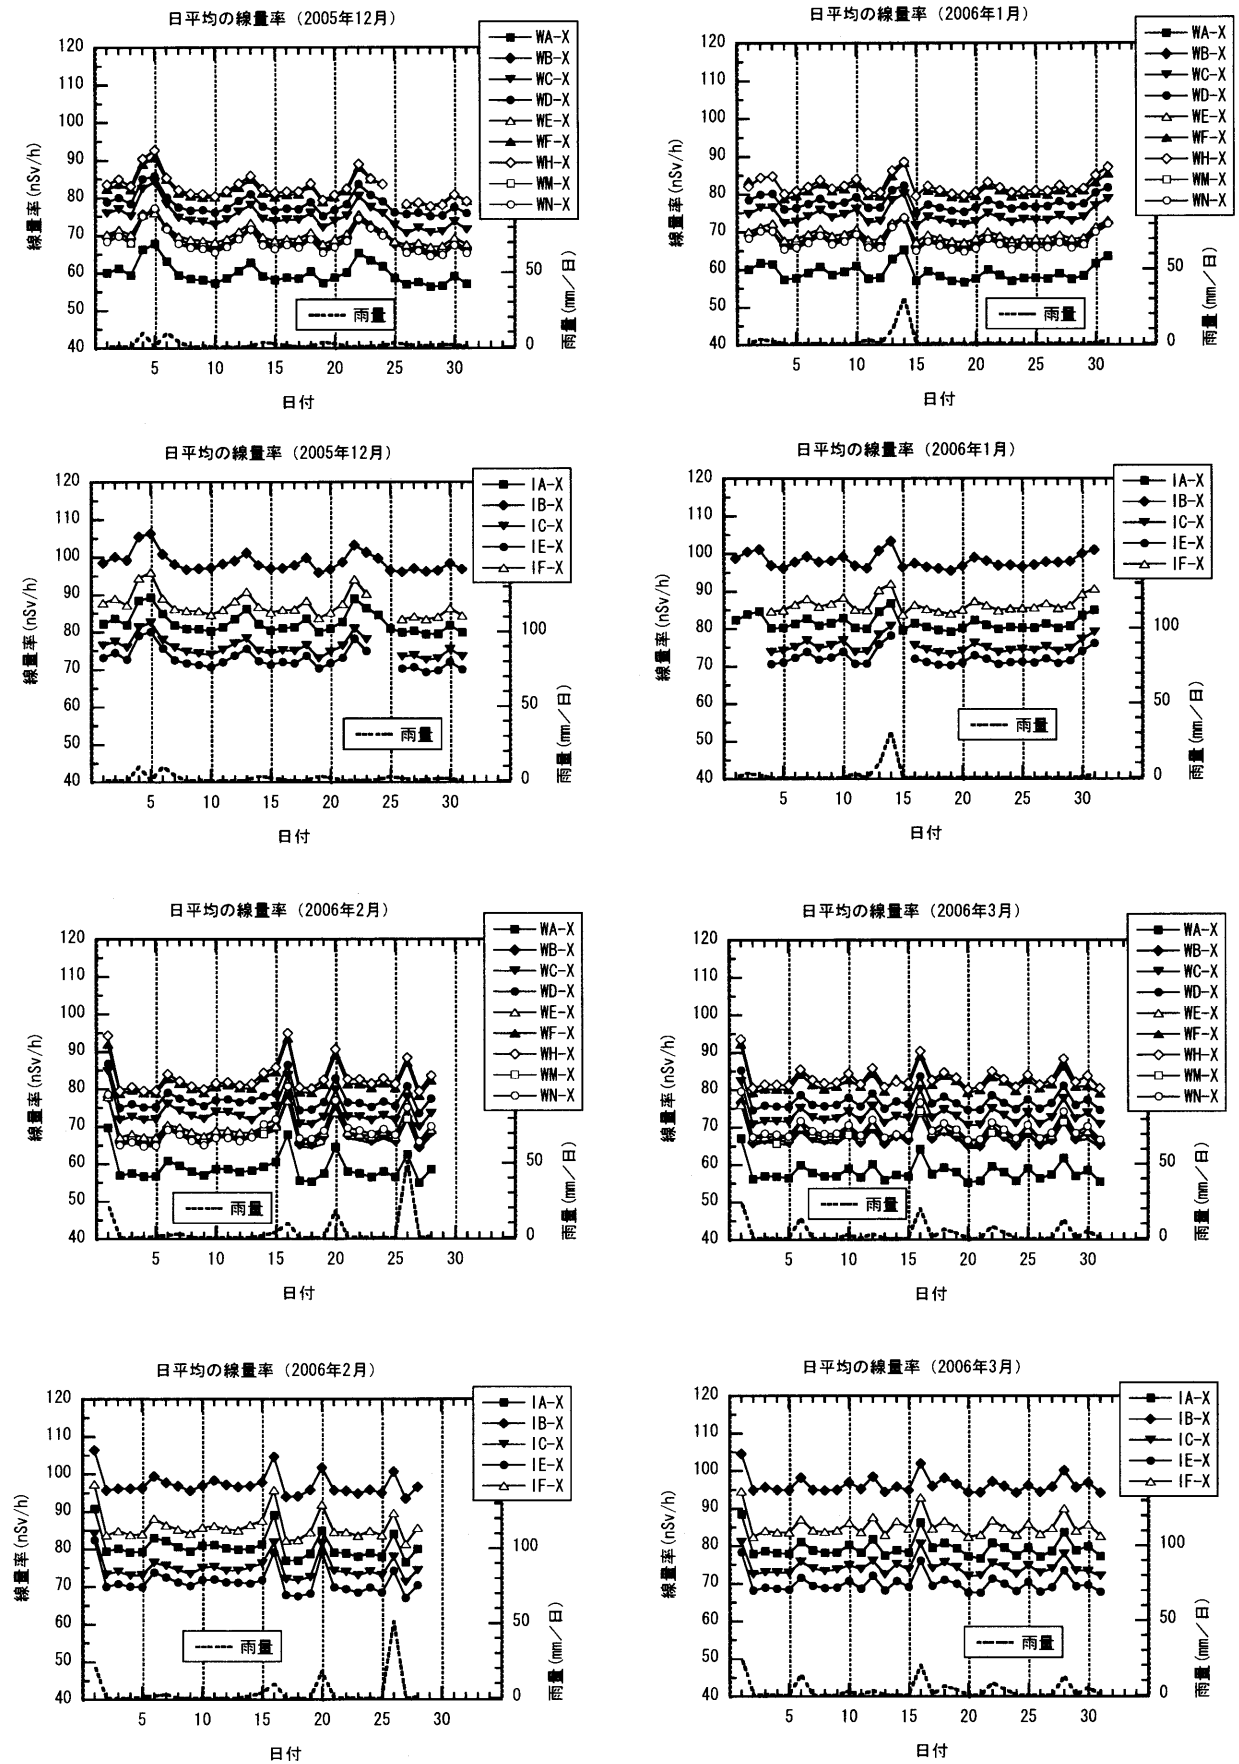 日平均の線量率 (2005年12月)
線量率 (nSv/h)
120
110
100
90
80
70
60
50
40
WA-X
WB-X
WC-X
WD-X
WE-X
WF-X
WH-X
WM-X
WN-X
雨量
50
0
雨量 (mm/日)
5 10 15 20 25 30
日付
日平均の線量率 (2006年1月)
線量率 (nSv/h)
120
110
100
90
80
70
60
50
40
WA-X
WB-X
WC-X
WD-X
WE-X
WF-X
WH-X
WM-X
WN-X
雨量
50
0
雨量 (mm/日)
5 10 15 20 25 30
日付
日平均の線量率 (2005年12月)
線量率 (nSv/h)
120
110
100
90
80
70
60
50
40
IA-X
IB-X
IC-X
IE-X
IF-X
雨量
100
50
0
雨量 (mm/日)
5 10 15 20 25 30
日付
日平均の線量率 (2006年1月)
線量率 (nSv/h)
120
110
100
90
80
70
60
50
40
IA-X
IB-X
IC-X
IE-X
IF-X
雨量
100
50
0
雨量 (mm/日)
5 10 15 20 25 30
日付
日平均の線量率 (2006年2月)
線量率 (nSv/h)
120
110
100
90
80
70
60
50
40
WA-X
WB-X
WC-X
WD-X
WE-X
WF-X
WH-X
WM-X
WN-X
雨量
50
0
雨量 (mm/日)
5 10 15 20 25 30
日付
日平均の線量率 (2006年3月)
線量率 (nSv/h)
120
110
100
90
80
70
60
50
40
WA-X
WB-X
WC-X
WD-X
WE-X
WF-X
WH-X
WM-X
WN-X
雨量
50
0
雨量 (mm/日)
5 10 15 20 25 30
日付
日平均の線量率 (2006年2月)
線量率 (nSv/h)
120
110
100
90
80
70
60
50
40
IA-X
IB-X
IC-X
IE-X
IF-X
雨量
100
50
0
雨量 (mm/日)
5 10 15 20 25 30
日付
日平均の線量率 (2006年3月)
線量率 (nSv/h)
120
110
100
90
80
70
60
50
40
IA-X
IB-X
IC-X
IE-X
IF-X
雨量
100
50
0
雨量 (mm/日)
5 10 15 20 25 30
日付